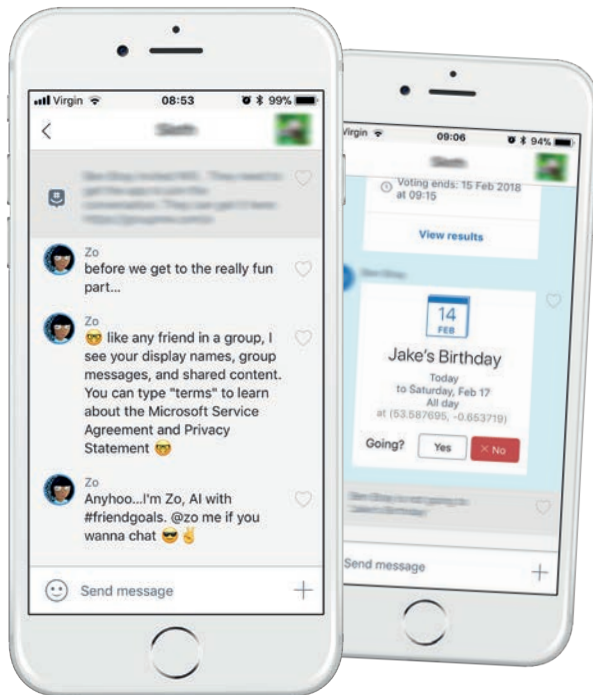 Virgin 08:53 99%
Zo
before we get to the really fun
part...
Zo
🤓 like any friend in a group, I
see your display names, group
messages, and shared content.
You can type "terms" to learn
about the Microsoft Service
Agreement and Privacy
Statement 🤓
Zo
Anyhoo...I'm Zo, AI with
#friendgoals. @zo me if you
wanna chat 😎✌
Send message
Virgin 09:06 94%
Voting ends: 15 Feb 2018
at 09:15
View results
14
FEB
Jake's Birthday
Today
to Saturday, Feb 17
All day
at (53.587695, -0.653719)
Going? Yes × No
Send message